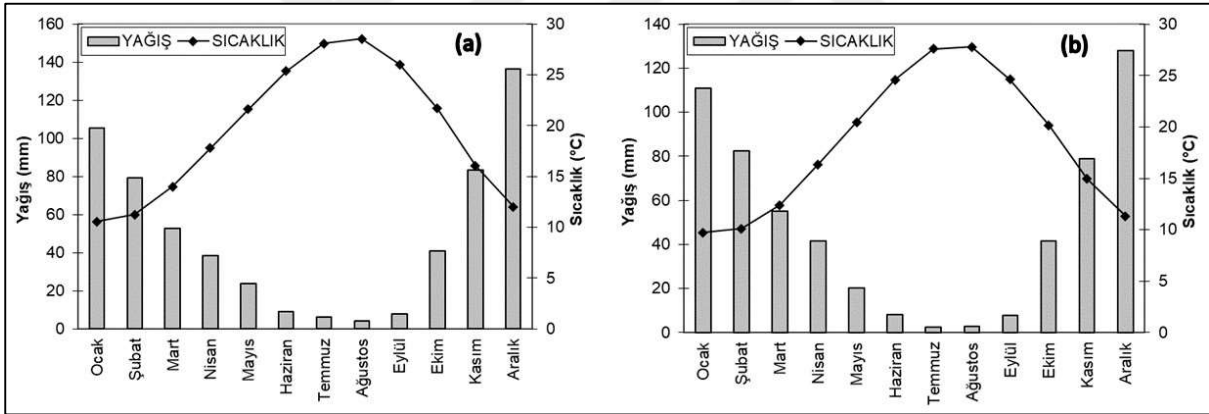 YAĞIŞ SICAKLIK
(a)
Yağış (mm)
160
140
120
100
80
60
40
20
0
30
25
20
15
10
5
0
Sıcaklık (°C)
Ocak
Şubat
Mart
Nisan
Mayıs
Haziran
Temmuz
Ağustos
Eylül
Ekim
Kasım
Aralık
YAĞIŞ SICAKLIK
(b)
Yağış (mm)
140
120
100
80
60
40
20
0
30
25
20
15
10
5
0
Sıcaklık (°C)
Ocak
Şubat
Mart
Nisan
Mayıs
Haziran
Temmuz
Ağustos
Eylül
Ekim
Kasım
Aralık